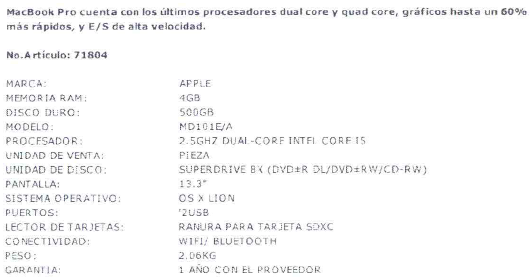 MacBook Pro cuenta con los últimos procesadores dual core y quad core, gráficos hasta un 60%
más rápidos, y E/S de alta velocidad.
No.Artículo: 71804
MARCA: APPLE
MEMORIA RAM: 4GB
DISCO DURO: 500GB
MODELO: MD101E/A
PROCESADOR: 2.5GHZ DUAL-CORE INTEL CORE I5
UNIDAD DE VENTA: PIEZA
UNIDAD DE DISCO: SUPERDRIVE 8X (DVD±R DL/DVD±RW/CD-RW)
PANTALLA: 13.3"
SISTEMA OPERATIVO: OS X LION
PUERTOS: '2USB
LECTOR DE TARJETAS: RANURA PARA TARJETA SDXC
CONECTIVIDAD: WIFI/ BLUETOOTH
PESO: 2.06KG
GARANTIA: 1 AÑO CON EL PROVEEDOR